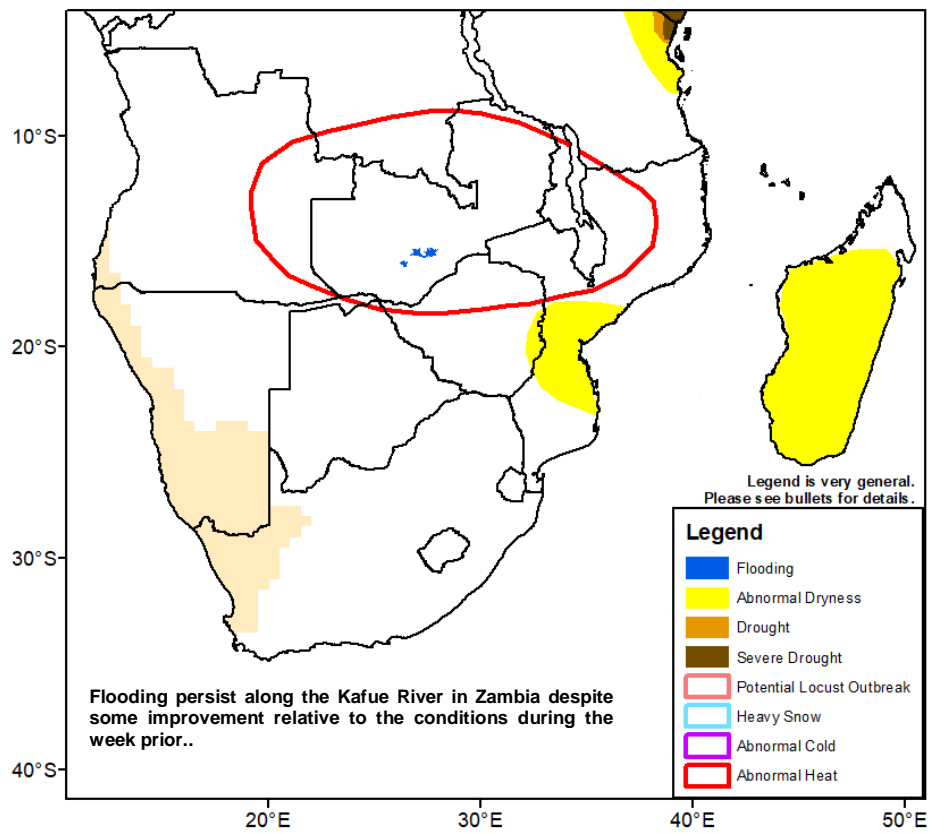 10°S
20°S
30°S
40°S
20°E
30°E
40°E
50°E
Legend is very general.
Please see bullets for details.
Legend
Flooding
Abnormal Dryness
Drought
Severe Drought
Potential Locust Outbreak
Heavy Snow
Abnormal Cold
Abnormal Heat
Flooding persist along the Kafue River in Zambia despite
some improvement relative to the conditions during the
week prior..